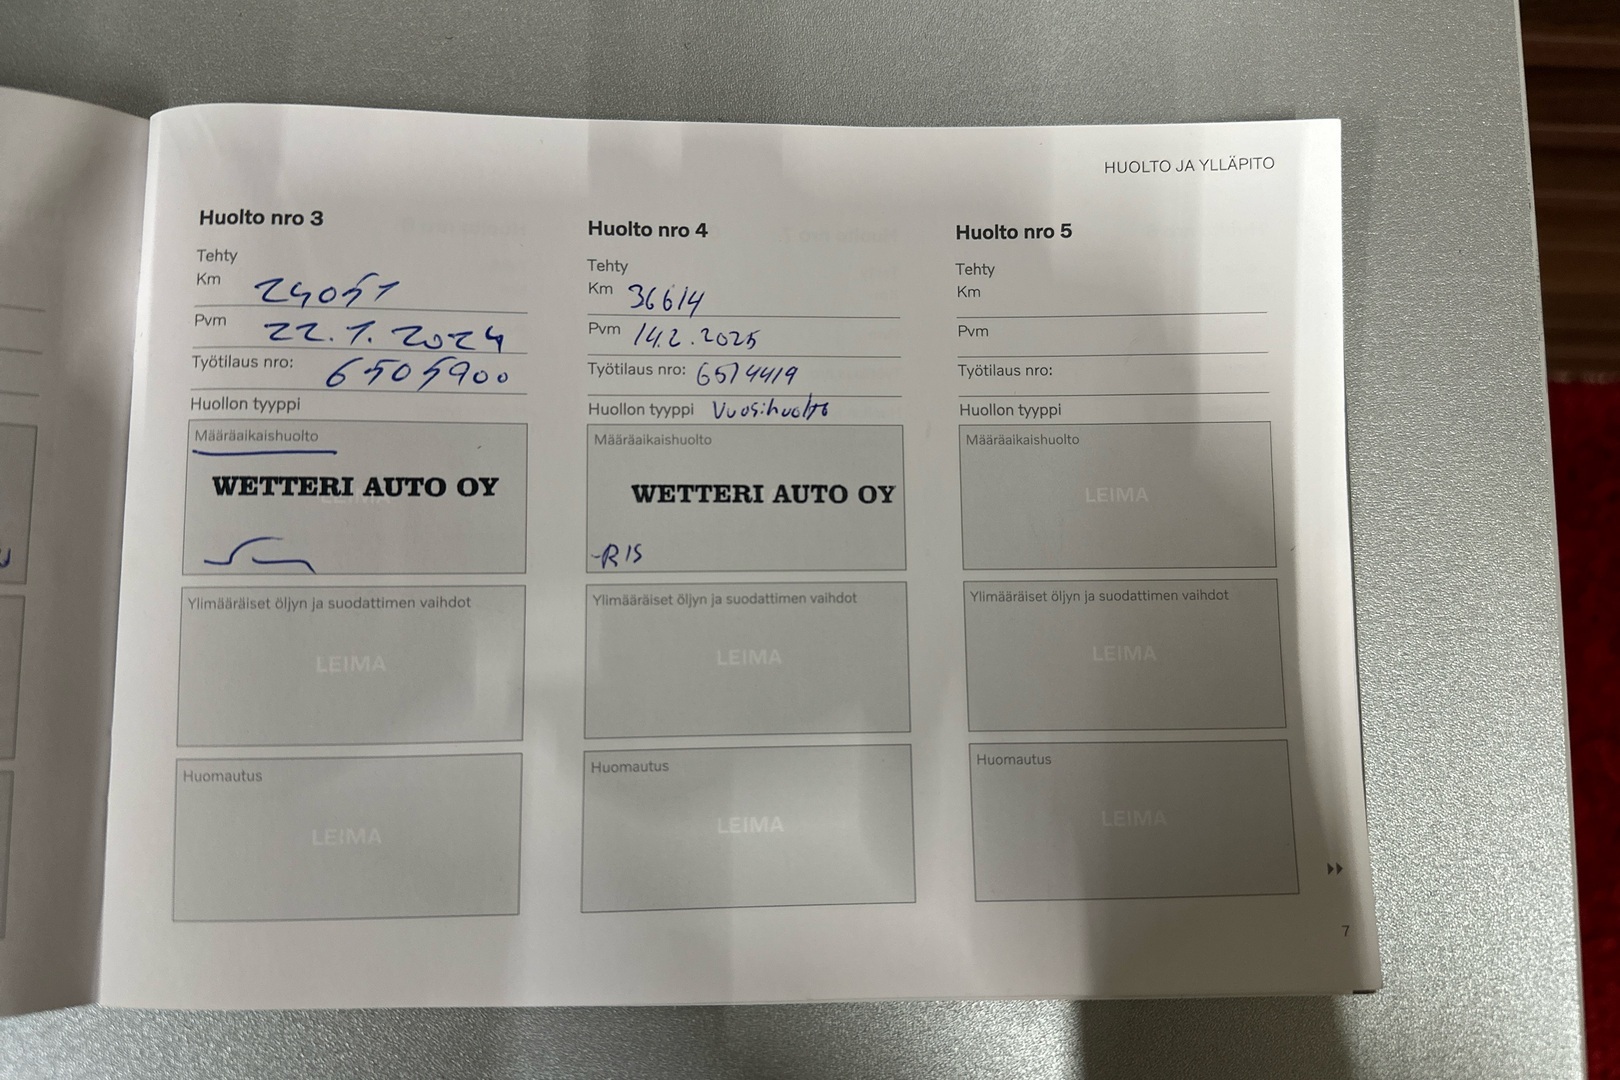 HUOLTO JA YLLÄPITO
Huolto nro 3
Tehty
Km 24051
Pvm 22.1.2024
Työtilaus nro: 6505900
Huollon tyyppi
Määräaikaishuolto
WETTERI AUTO OY
Ylimääräiset öljyn ja suodattimen vaihdot
LEIMA
Huomautus
LEIMA
Huolto nro 4
Tehty
Km 36614
Pvm 14.2.2025
Työtilaus nro: 6514419
Huollon tyyppi Vuosihuolto
Määräaikaishuolto
WETTERI AUTO OY
-RIS
Ylimääräiset öljyn ja suodattimen vaihdot
LEIMA
Huomautus
LEIMA
Huolto nro 5
Tehty
Km
Pvm
Työtilaus nro:
Huollon tyyppi
Määräaikaishuolto
LEIMA
Ylimääräiset öljyn ja suodattimen vaihdot
LEIMA
Huomautus
LEIMA
7